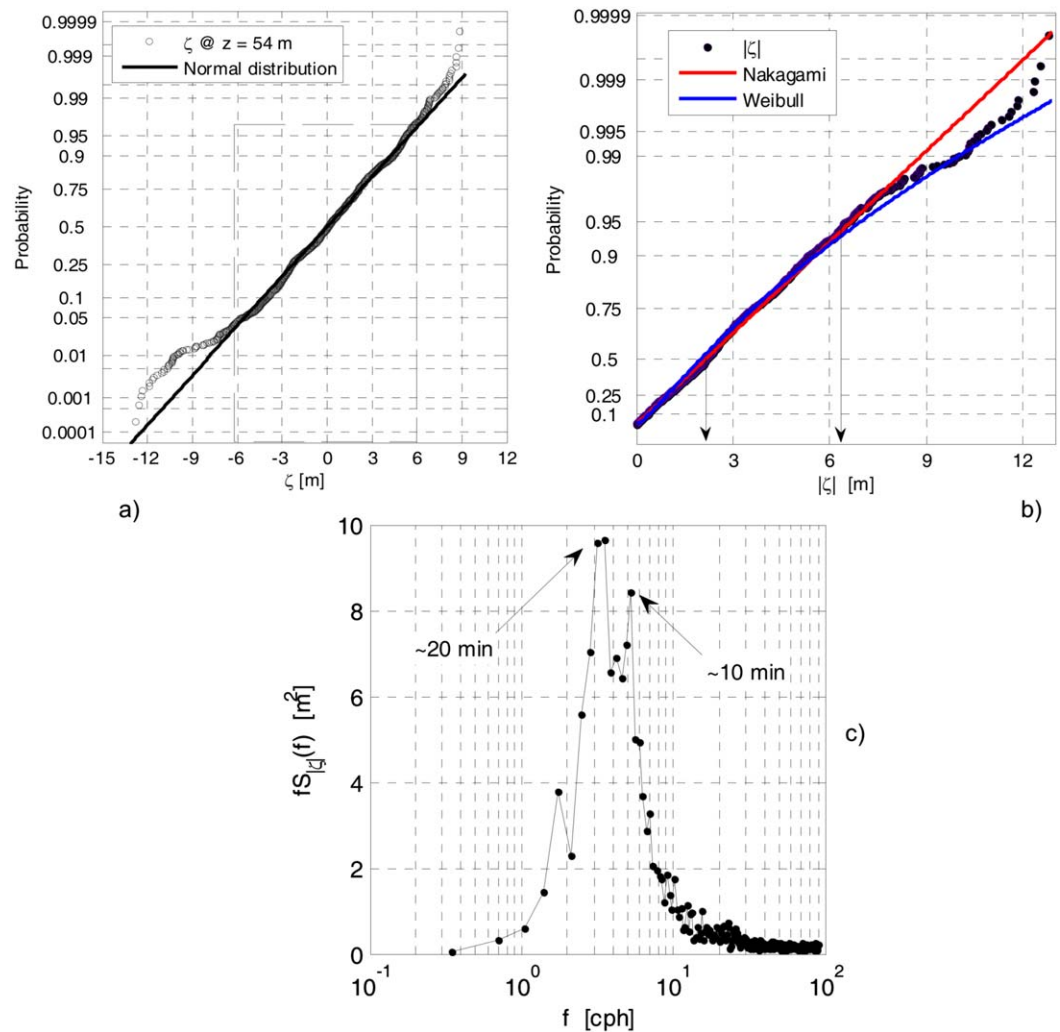 0.9999
0.999
0.99
0.95
0.9
0.75
0.5
0.25
0.1
0.05
0.01
0.001
0.0001
Probability
ζ @ z = 54 m
Normal distribution
-15 -12 -9 -6 -3 0 3 6 9 12
ζ [m]
a)
0.9999
0.999
0.995
0.99
0.95
0.9
0.75
0.5
0.25
0.1
Probability
|ζ|
Nakagami
Weibull
0 3 6 9 12
|ζ| [m]
b)
10
8
6
4
2
0
fS|ζ|(f) [m²]
~20 min
~10 min
10⁻¹ 10⁰ 10¹ 10²
f [cph]
c)